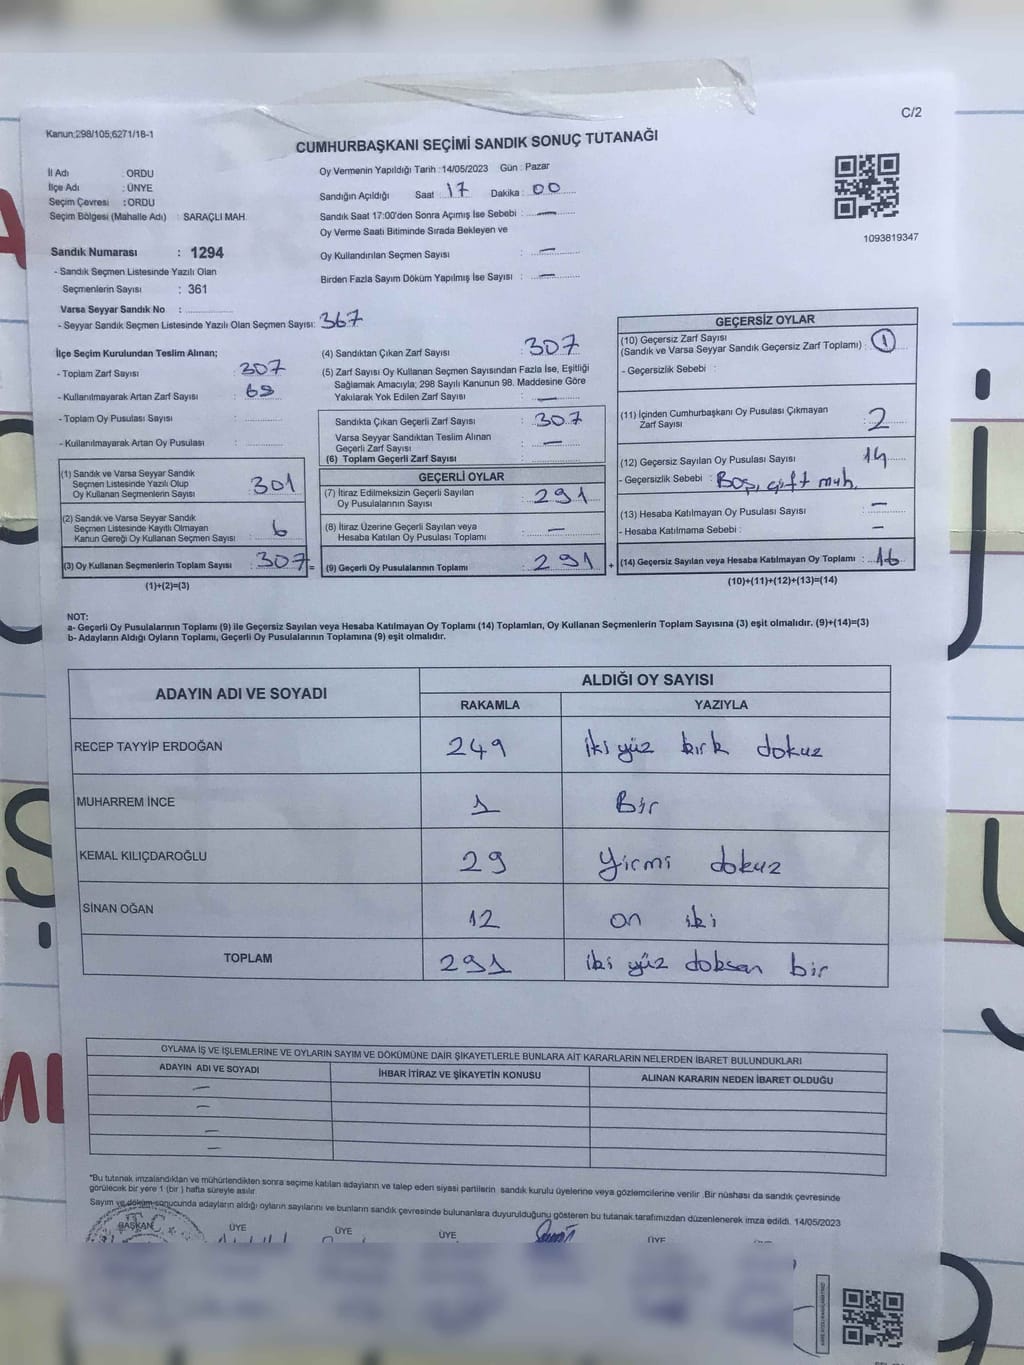 C/2
Kanun;298/105;6271/18-1
CUMHURBAŞKANI SEÇİMİ SANDIK SONUÇ TUTANAĞI
İl Adı : ORDU
İlçe Adı : ÜNYE
Seçim Çevresi : ORDU
Seçim Bölgesi (Mahalle Adı) : SARAÇLI MAH.
Oy Vermenin Yapıldığı Tarih : 14/05/2023 Gün : Pazar
Sandığın Açıldığı Saat : 17 Dakika : 00
Sandık Saat 17:00'den Sonra Açımış İse Sebebi : —
Oy Verme Saati Bitiminde Sırada Bekleyen ve
Oy Kullandırılan Seçmen Sayısı : —
Birden Fazla Sayım Döküm Yapılmış İse Sayısı : —
1093819347
Sandık Numarası : 1294
- Sandık Seçmen Listesinde Yazılı Olan
Seçmenlerin Sayısı : 361
Varsa Seyyar Sandık No :
- Seyyar Sandık Seçmen Listesinde Yazılı Olan Seçmen Sayısı: 367
İlçe Seçim Kurulundan Teslim Alınan;
- Toplam Zarf Sayısı : 307
- Kullanılmayarak Artan Zarf Sayısı : 69
- Toplam Oy Pusulası Sayısı :
- Kullanılmayarak Artan Oy Pusulası :
(1) Sandık ve Varsa Seyyar Sandık
Seçmen Listesinde Yazılı Olup
Oy Kullanan Seçmenlerin Sayısı : 301
(2) Sandık ve Varsa Seyyar Sandık
Seçmen Listesinde Kayıtlı Olmayan
Kanun Gereği Oy Kullanan Seçmen Sayısı : 6
(3) Oy Kullanan Seçmenlerin Toplam Sayısı : 307 =
(1)+(2)=(3)
(4) Sandıktan Çıkan Zarf Sayısı : 307
(5) Zarf Sayısı Oy Kullanan Seçmen Sayısından Fazla İse, Eşitliği
Sağlamak Amacıyla; 298 Sayılı Kanunun 98. Maddesine Göre
Yakılarak Yok Edilen Zarf Sayısı : —
Sandıkta Çıkan Geçerli Zarf Sayısı : 307
Varsa Seyyar Sandıktan Teslim Alınan
Geçerli Zarf Sayısı : —
(6) Toplam Geçerli Zarf Sayısı :
GEÇERLİ OYLAR
(7) İtiraz Edilmeksizin Geçerli Sayılan
Oy Pusulalarının Sayısı : 291
(8) İtiraz Üzerine Geçerli Sayılan veya
Hesaba Katılan Oy Pusulası Toplamı : —
(9) Geçerli Oy Pusulalarının Toplamı : 291 +
GEÇERSİZ OYLAR
(10) Geçersiz Zarf Sayısı
(Sandık ve Varsa Seyyar Sandık Geçersiz Zarf Toplamı) : 1
- Geçersizlik Sebebi :
(11) İçinden Cumhurbaşkanı Oy Pusulası Çıkmayan
Zarf Sayısı : 2
(12) Geçersiz Sayılan Oy Pusulası Sayısı : 14
- Geçersizlik Sebebi : Boş, çift muh.
(13) Hesaba Katılmayan Oy Pusulası Sayısı : —
- Hesaba Katılmama Sebebi : —
(14) Geçersiz Sayılan veya Hesaba Katılmayan Oy Toplamı : 16
(10)+(11)+(12)+(13)=(14)
NOT:
a- Geçerli Oy Pusulalarının Toplamı (9) ile Geçersiz Sayılan veya Hesaba Katılmayan Oy Toplamı (14) Toplamları, Oy Kullanan Seçmenlerin Toplam Sayısına (3) eşit olmalıdır. (9)+(14)=(3)
b- Adayların Aldığı Oyların Toplamı, Geçerli Oy Pusulalarının Toplamına (9) eşit olmalıdır.
ADAYIN ADI VE SOYADI ALDIĞI OY SAYISI
RAKAMLA YAZIYLA
RECEP TAYYİP ERDOĞAN 249 iki yüz kırk dokuz
MUHARREM İNCE 1 Bir
KEMAL KILIÇDAROĞLU 29 Yirmi dokuz
SİNAN OĞAN 12 on iki
TOPLAM 291 iki yüz doksan bir
OYLAMA İŞ VE İŞLEMLERİNE VE OYLARIN SAYIM VE DÖKÜMÜNE DAİR ŞİKAYETLERLE BUNLARA AİT KARARLARIN NELERDEN İBARET BULUNDUKLARI
ADAYIN ADI VE SOYADI İHBAR İTİRAZ VE ŞİKAYETİN KONUSU ALINAN KARARIN NEDEN İBARET OLDUĞU
—
—
—
—
*Bu tutanak imzalandıktan ve mühürlendikten sonra seçime katılan adayların ve talep eden siyasi partilerin sandık kurulu üyelerine veya gözlemcilerine verilir .Bir nüshası da sandık çevresinde
görülecek bir yere 1 (bir ) hafta süreyle asılır.
Sayım ve döküm sonucunda adayların aldığı oyların sayılarını ve bunların sandık çevresinde bulunanlara duyurulduğunu gösteren bu tutanak tarafımızdan düzenlenerek imza edildi. 14/05/2023
BAŞKAN ÜYE ÜYE ÜYE ÜYE